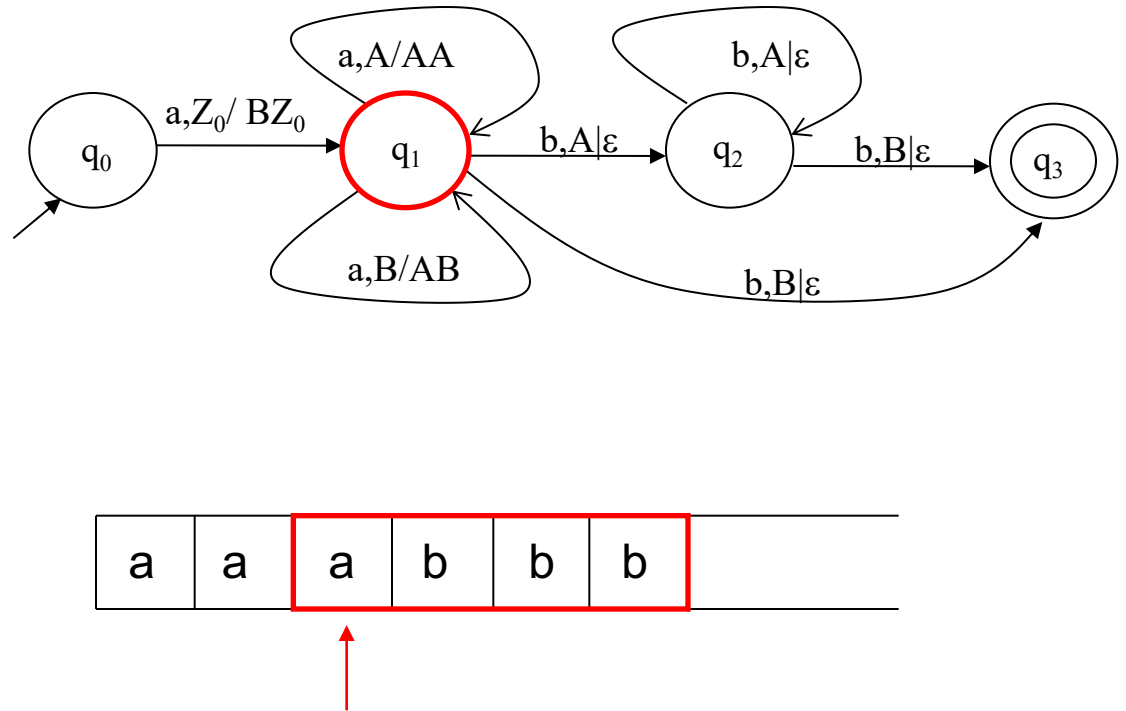 a,A/AA
b,A|ε
a,Z₀/ BZ₀
q₀
q₁
b,A|ε
q₂
b,B|ε
q₃
a,B/AB
b,B|ε
a a a b b b